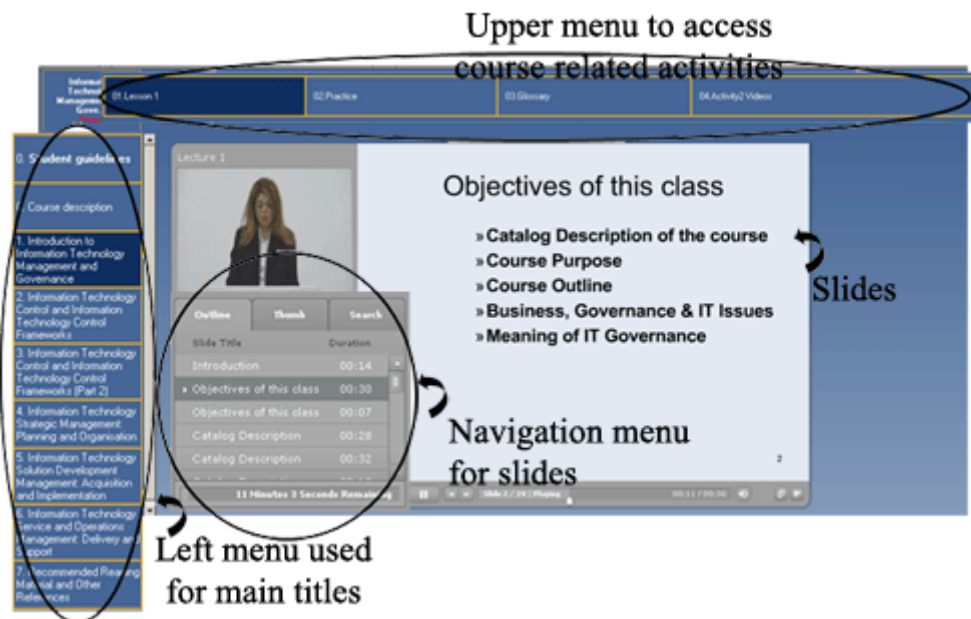 Upper menu to access
course related activities
Informa
Technol
Managemen
Gove.
01.Lesson 1
02.Practice
03.Glossary
04.Activity2 Videos
0. Student guidelines
Course description
1. Introduction to
Information Technology
Management and
Governance
2. Information Technology
Control and Information
Technology Control
Frameworks
3. Information Technology
Control and Information
Technology Control
Frameworks (Part 2)
4. Information Technology
Strategic Management:
Planning and Organisation
5. Information Technology
Solution Development
Management: Acquisition
and Implementation
6. Information Technology
Service and Operations
Management: Delivery and
Support
7. Recommended Reading
Material and Other
References
Left menu used
for main titles
Lecture 1
Outline Thumb Search
Slide Title Duration
Introduction 00:14
Objectives of this class 00:30
Objectives of this class 00:07
Catalog Description 00:28
Catalog Description 00:32
11 Minutes 3 Seconds Remaining
Objectives of this class
» Catalog Description of the course
» Course Purpose
» Course Outline
» Business, Governance & IT Issues
» Meaning of IT Governance
2
Slide 2 / 24 | Playing
00:11 / 00:30
Slides
Navigation menu
for slides